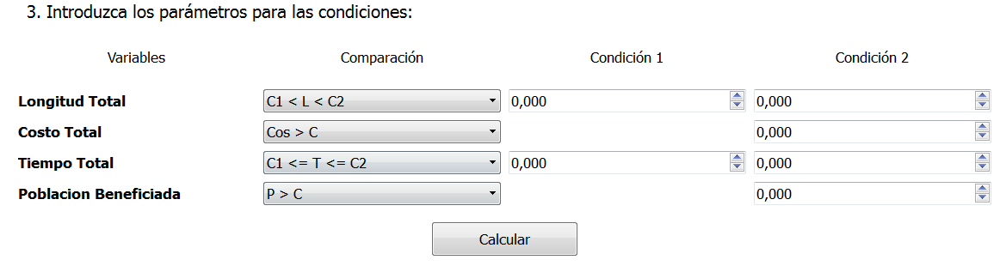 3. Introduzca los parámetros para las condiciones:
Variables Comparación Condición 1 Condición 2
Longitud Total C1 < L < C2 0,000 0,000
Costo Total Cos > C 0,000
Tiempo Total C1 <= T <= C2 0,000 0,000
Poblacion Beneficiada P > C 0,000
Calcular